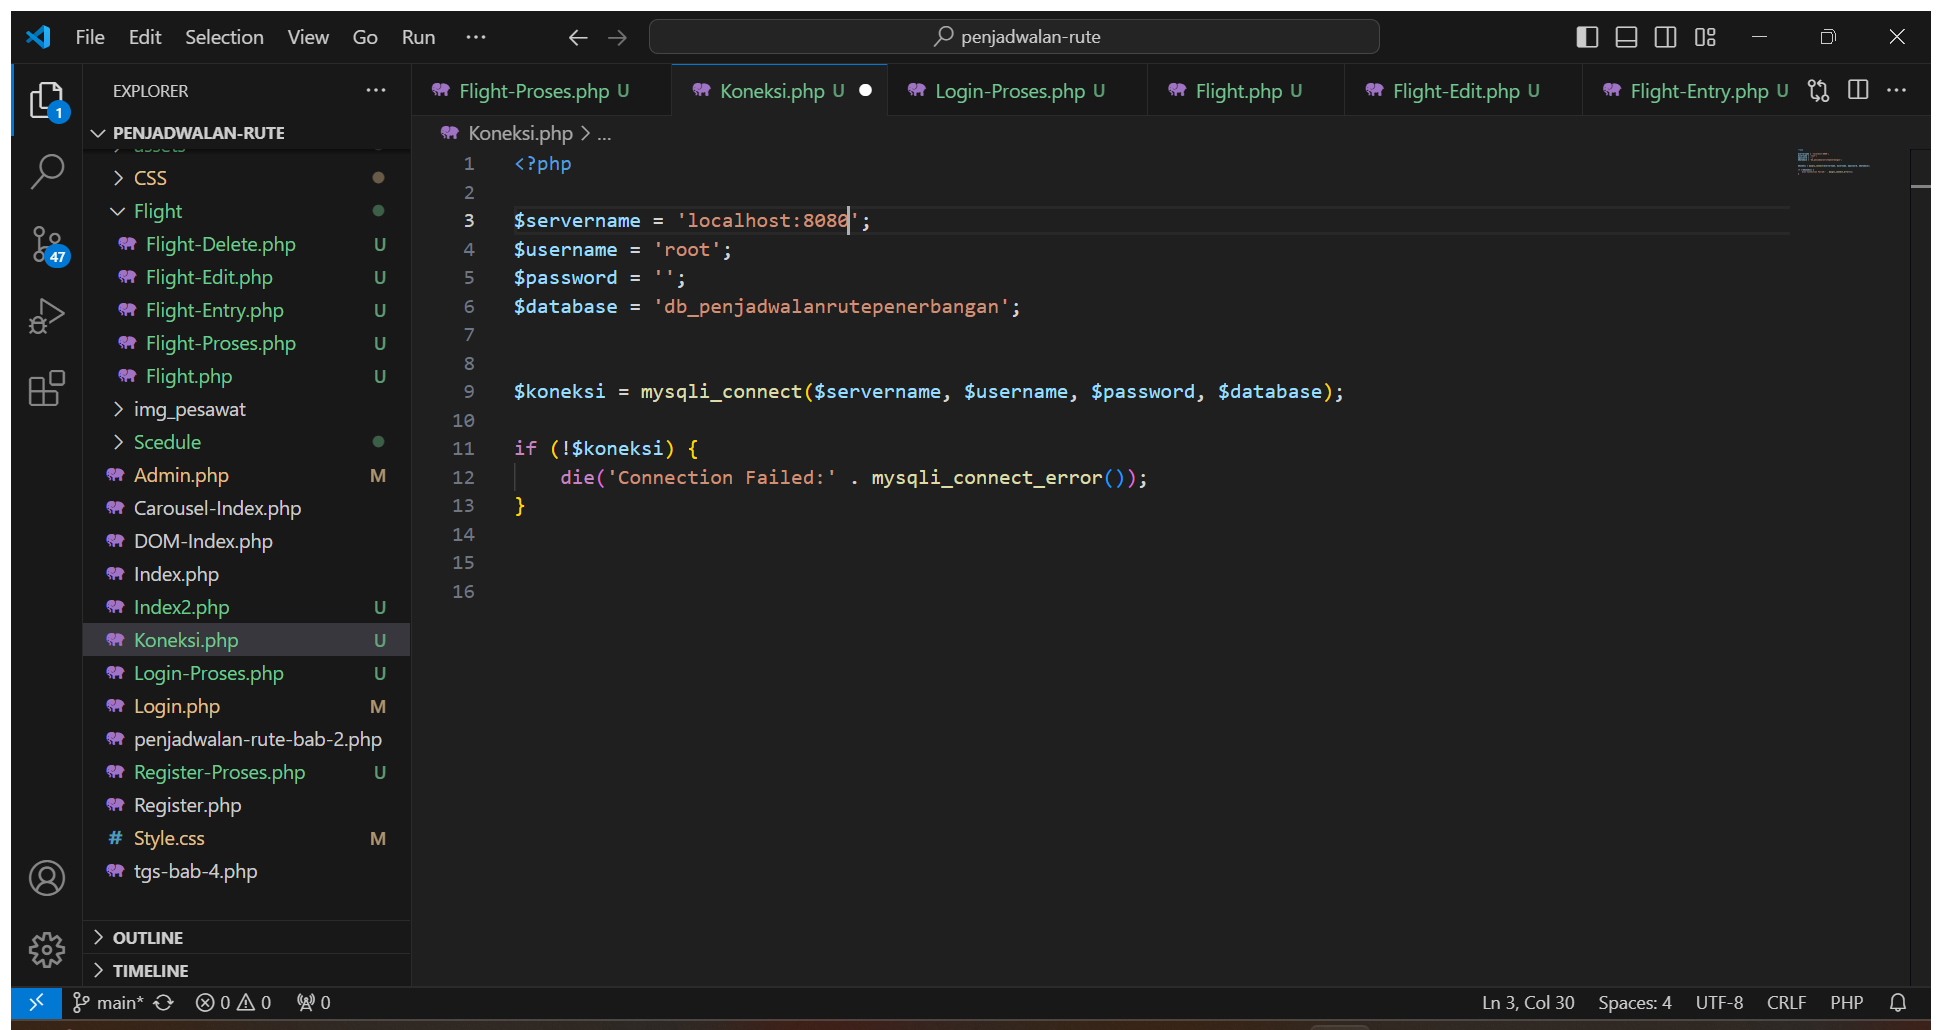 File Edit Selection View Go Run ... penjadwalan-rute
EXPLORER ...
PENJADWALAN-RUTE
assets
CSS
Flight
Flight-Delete.php U
Flight-Edit.php U
Flight-Entry.php U
Flight-Proses.php U
Flight.php U
img_pesawat
Scedule
Admin.php M
Carousel-Index.php
DOM-Index.php
Index.php
Index2.php U
Koneksi.php U
Login-Proses.php U
Login.php M
penjadwalan-rute-bab-2.php
Register-Proses.php U
Register.php
# Style.css M
tgs-bab-4.php
OUTLINE
TIMELINE
1
47
Flight-Proses.php U Koneksi.php U Login-Proses.php U Flight.php U Flight-Edit.php U Flight-Entry.php U ...
Koneksi.php > ...
1 <?php
2
3 $servername = 'localhost:8080';
4 $username = 'root';
5 $password = '';
6 $database = 'db_penjadwalanrutepenerbangan';
7
8
9 $koneksi = mysqli_connect($servername, $username, $password, $database);
10
11 if (!$koneksi) {
12 die('Connection Failed:' . mysqli_connect_error());
13 }
14
15
16
main* 0 0 0 Ln 3, Col 30 Spaces: 4 UTF-8 CRLF PHP